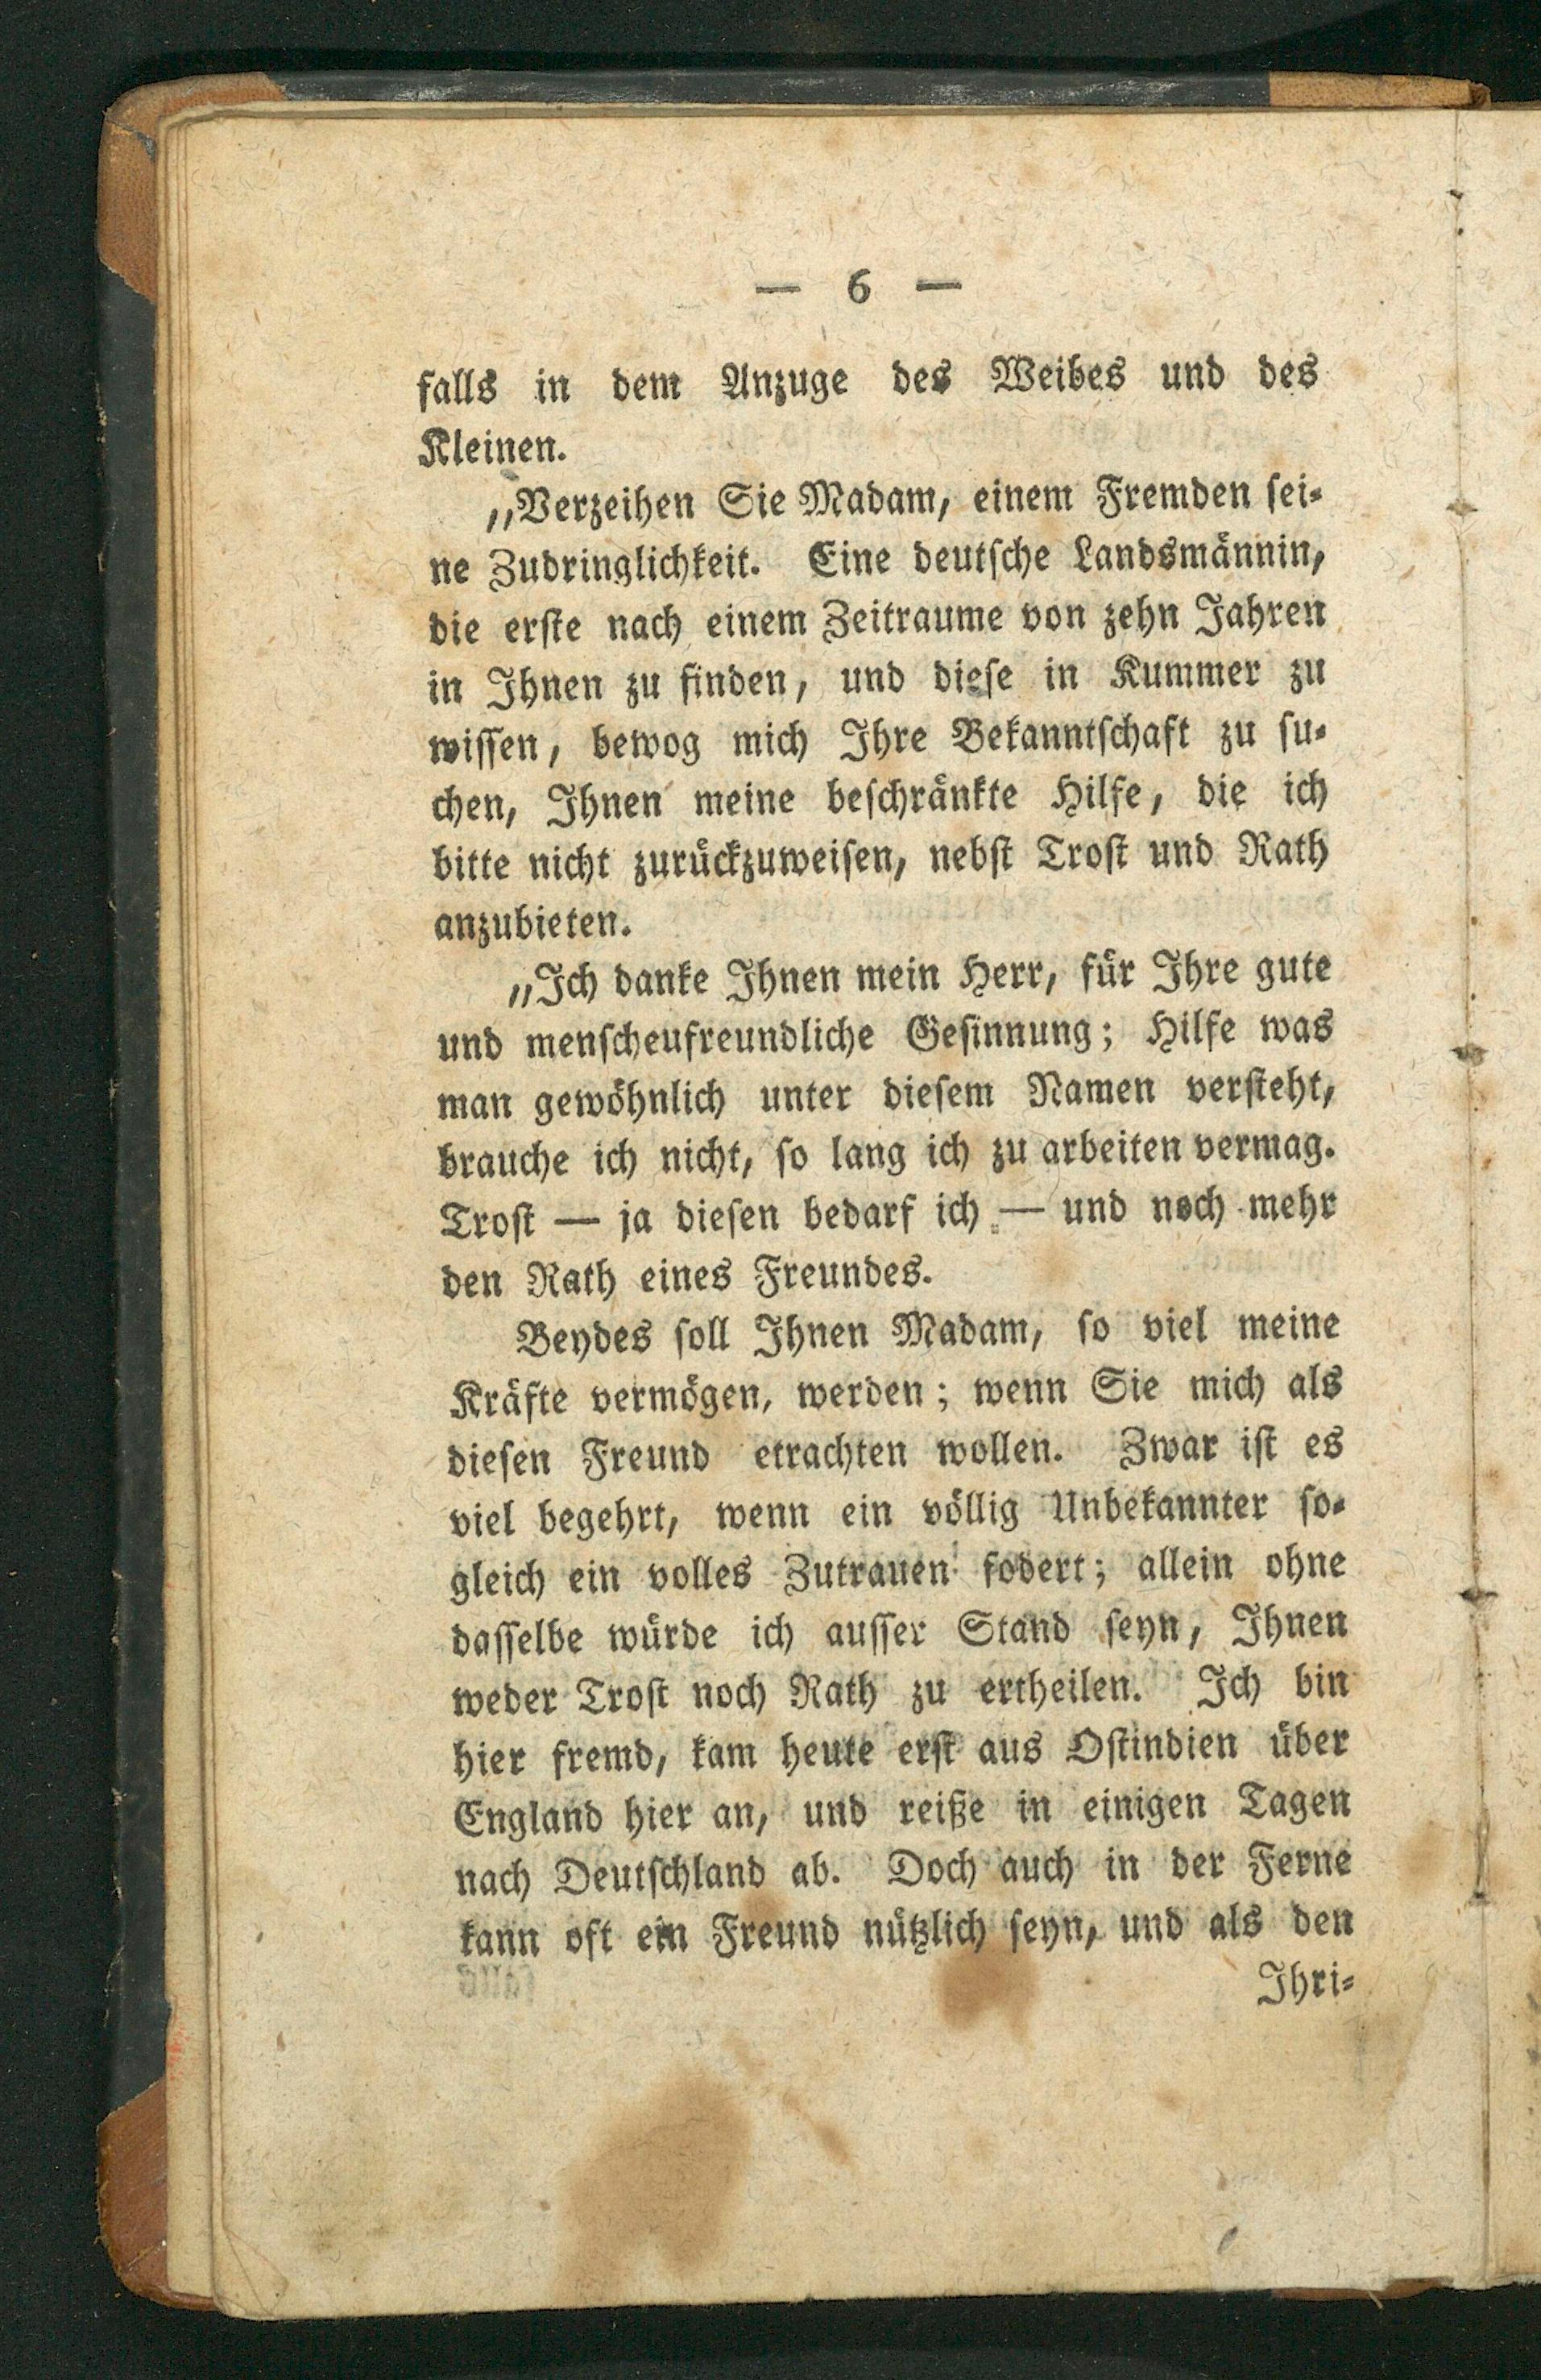 — 6 —
falls in dem Anzuge des Weibes und des
Kleinen.
„Verzeihen Sie Madam, einem Fremden sei-
ne Zudringlichkeit. Eine deutsche Landsmännin,
die erste nach einem Zeitraume von zehn Jahren
in Ihnen zu finden, und diese in Kummer zu
wissen, bewog mich Ihre Bekanntschaft zu su-
chen, Ihnen meine beschränkte Hilfe, die ich
bitte nicht zurückzuweisen, nebst Trost und Rath
anzubieten.
„Ich danke Ihnen mein Herr, für Ihre gute
und menscheufreundliche Gesinnung; Hilfe was
man gewöhnlich unter diesem Namen versteht,
brauche ich nicht, so lang ich zu arbeiten vermag.
Trost — ja diesen bedarf ich — und noch mehr
den Rath eines Freundes.
Beydes soll Ihnen Madam, so viel meine
Kräfte vermögen, werden; wenn Sie mich als
diesen Freund etrachten wollen. Zwar ist es
viel begehrt, wenn ein völlig Unbekannter so-
gleich ein volles Zutrauen fodert; allein ohne
dasselbe würde ich ausser Stand seyn, Ihnen
weder Trost noch Rath zu ertheilen. Ich bin
hier fremd, kam heute erst aus Ostindien über
England hier an, und reiße in einigen Tagen
nach Deutschland ab. Doch auch in der Ferne
kann oft ein Freund nützlich seyn, und als den
Ihri-